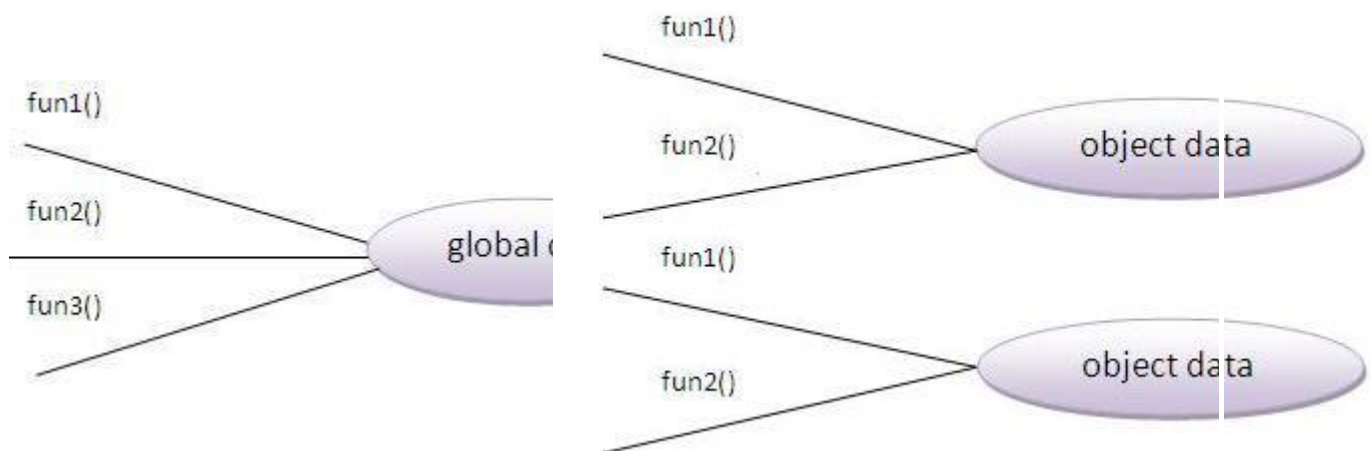 fun1()
fun2()
global
fun3()
fun1()
fun2()
object data
fun1()
fun2()
object data